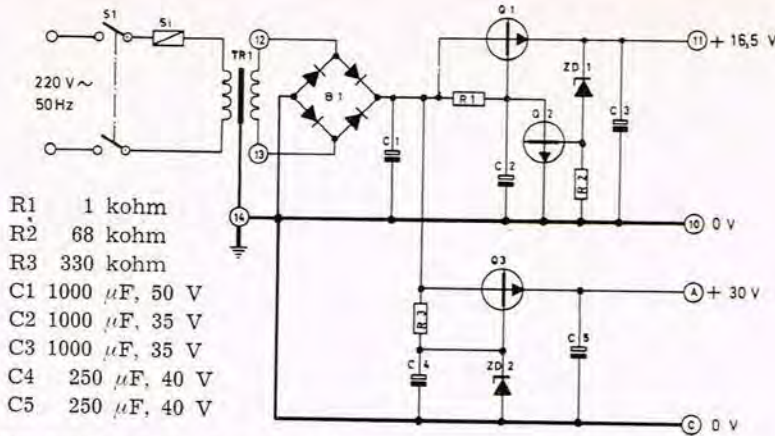 S1
Si
220 V~
50 Hz
TR1
12
13
14
B1
C1
R1
Q1
Q2
C2
ZD1
R2
C3
11 + 16,5 V
10 0 V
R3
Q3
C4
ZD2
C5
A + 30 V
C 0 V
R1 1 kohm
R2 68 kohm
R3 330 kohm
C1 1000 µF, 50 V
C2 1000 µF, 35 V
C3 1000 µF, 35 V
C4 250 µF, 40 V
C5 250 µF, 40 V